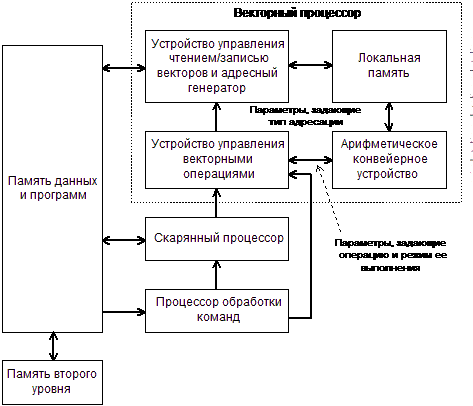 Векторный процессор
Устройство управления
чтением/записью
векторов и адресный
генератор
Локальная
память
Параметры, задающие
тип адресации
Устройство управления
векторными
операциями
Арифметическое
конвейерное
устройство
Память данных
и программ
Скарянный процессор
Параметры, задающие
операцию и режим ее
выполнения
Процессор обработки
команд
Память второго
уровня